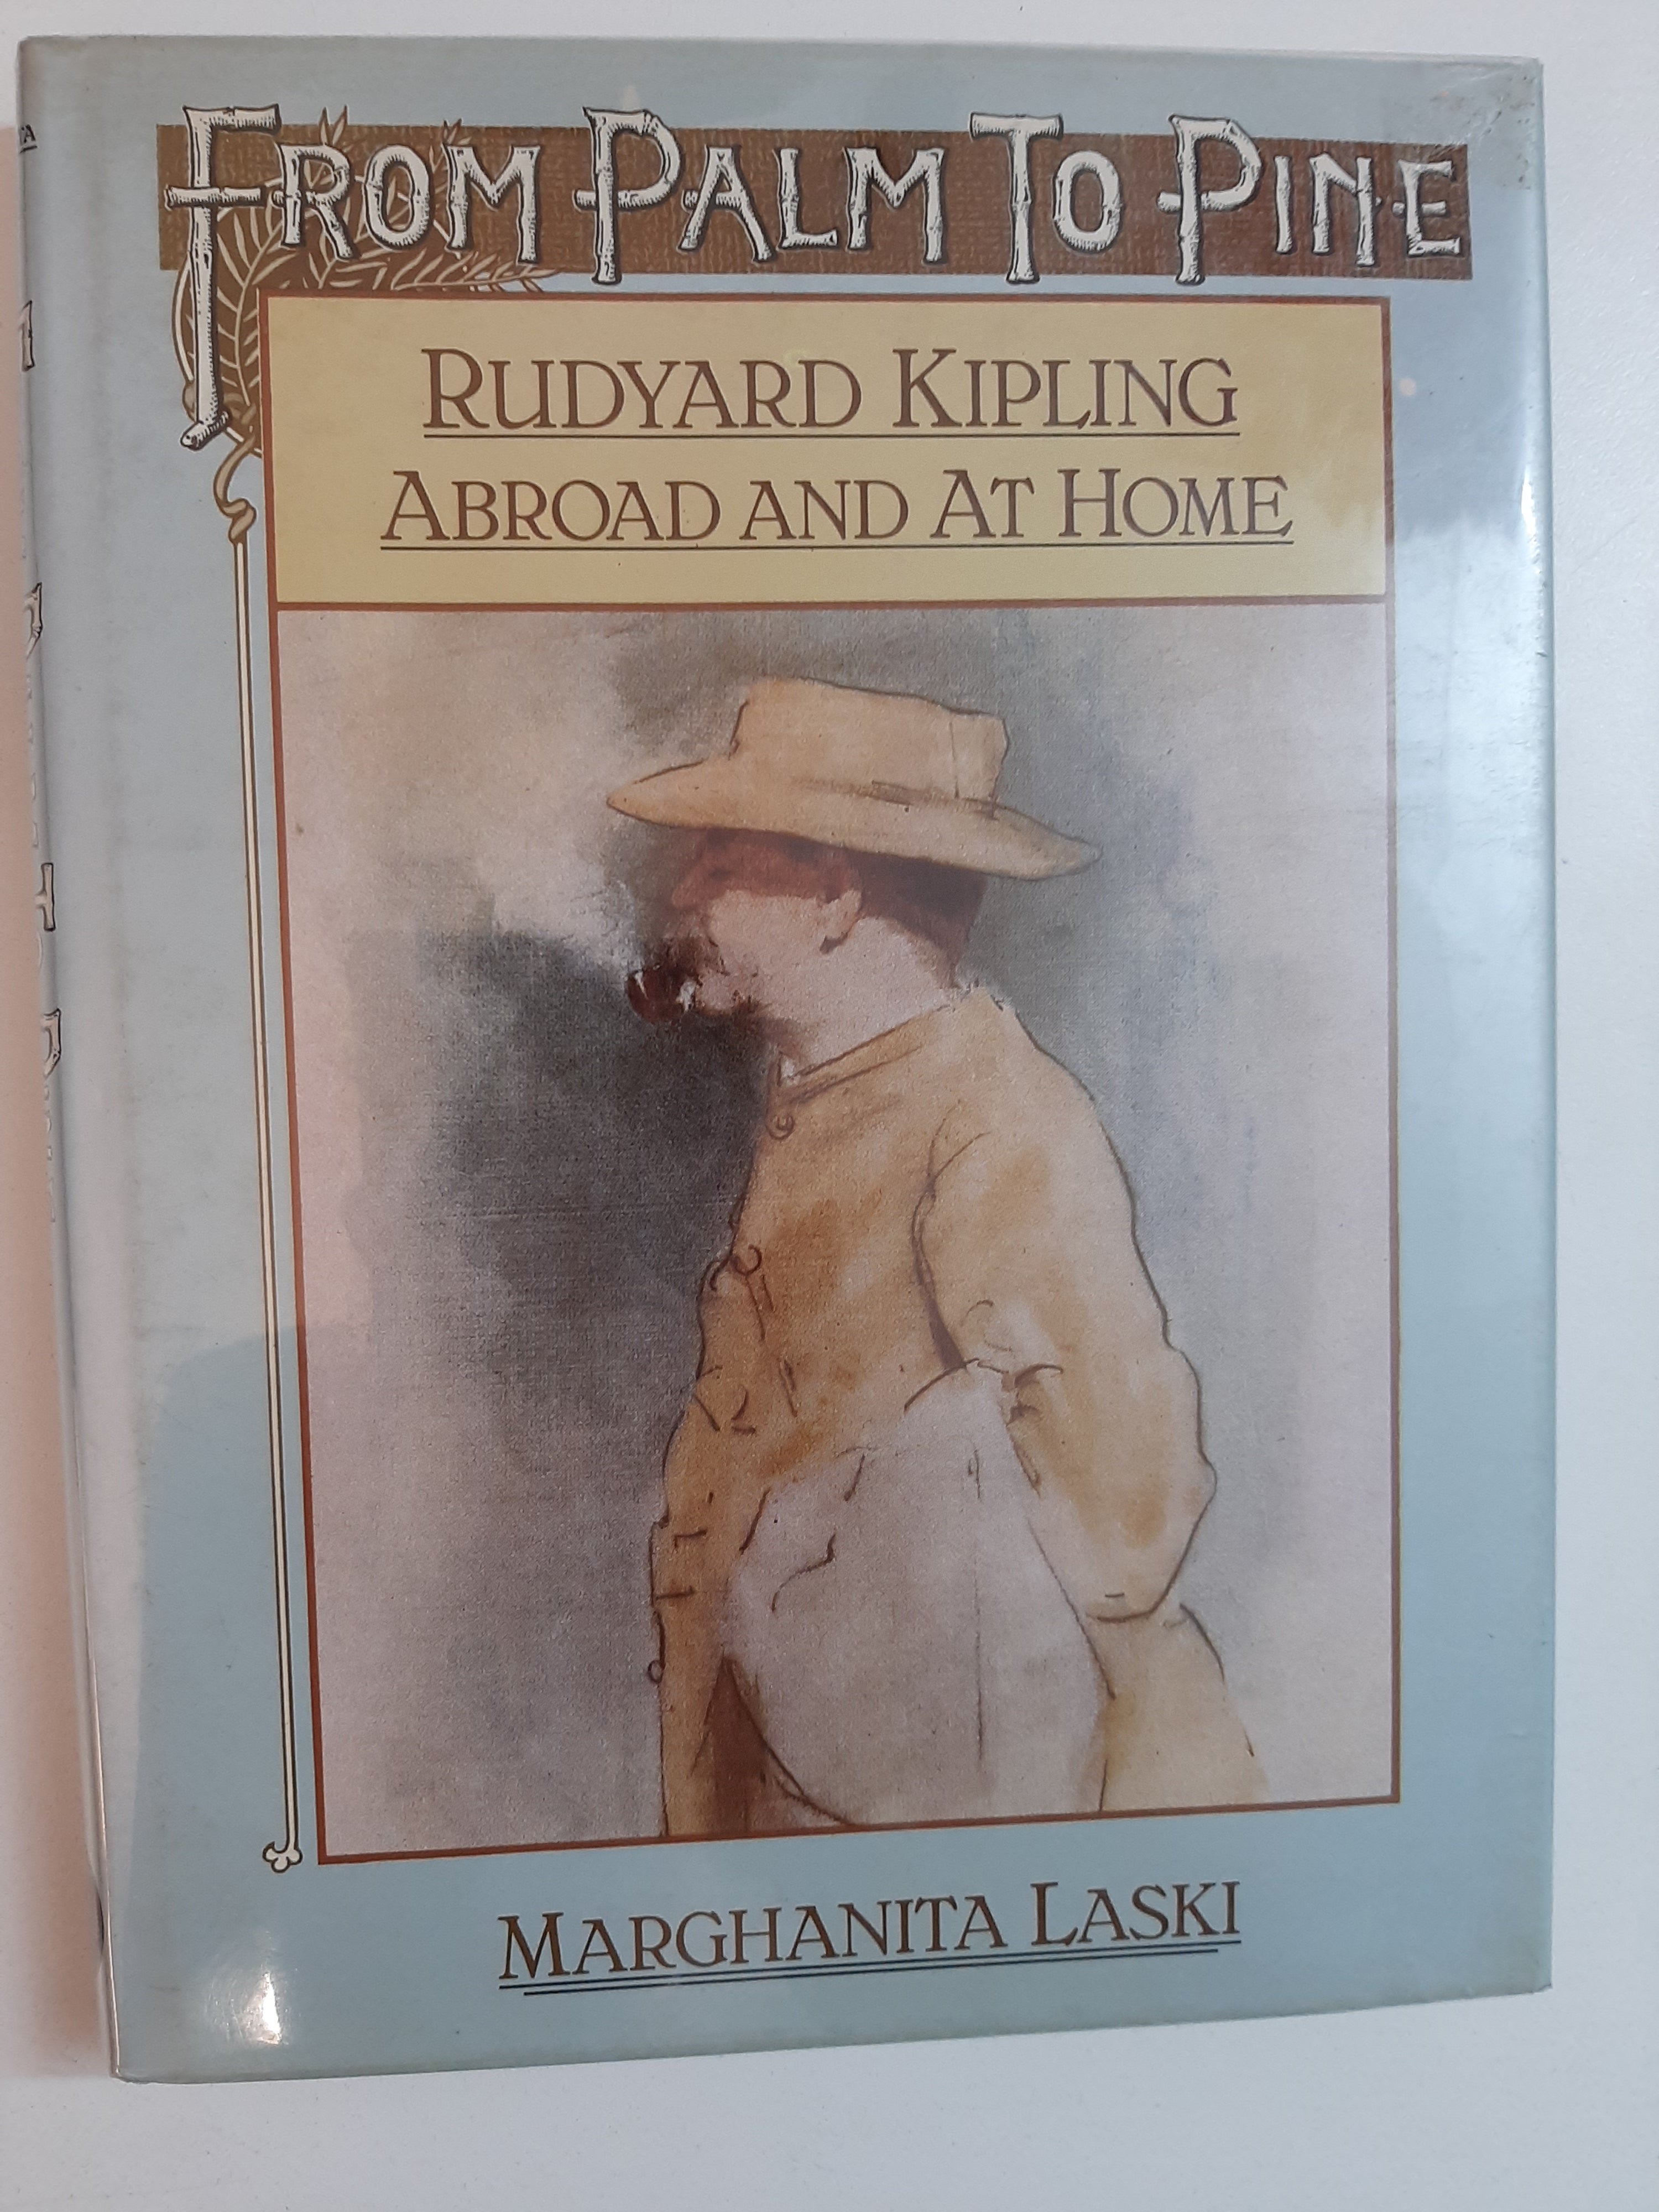 FROM PALM TO PINE
RUDYARD KIPLING
ABROAD AND AT HOME
MARGHANITA LASKI